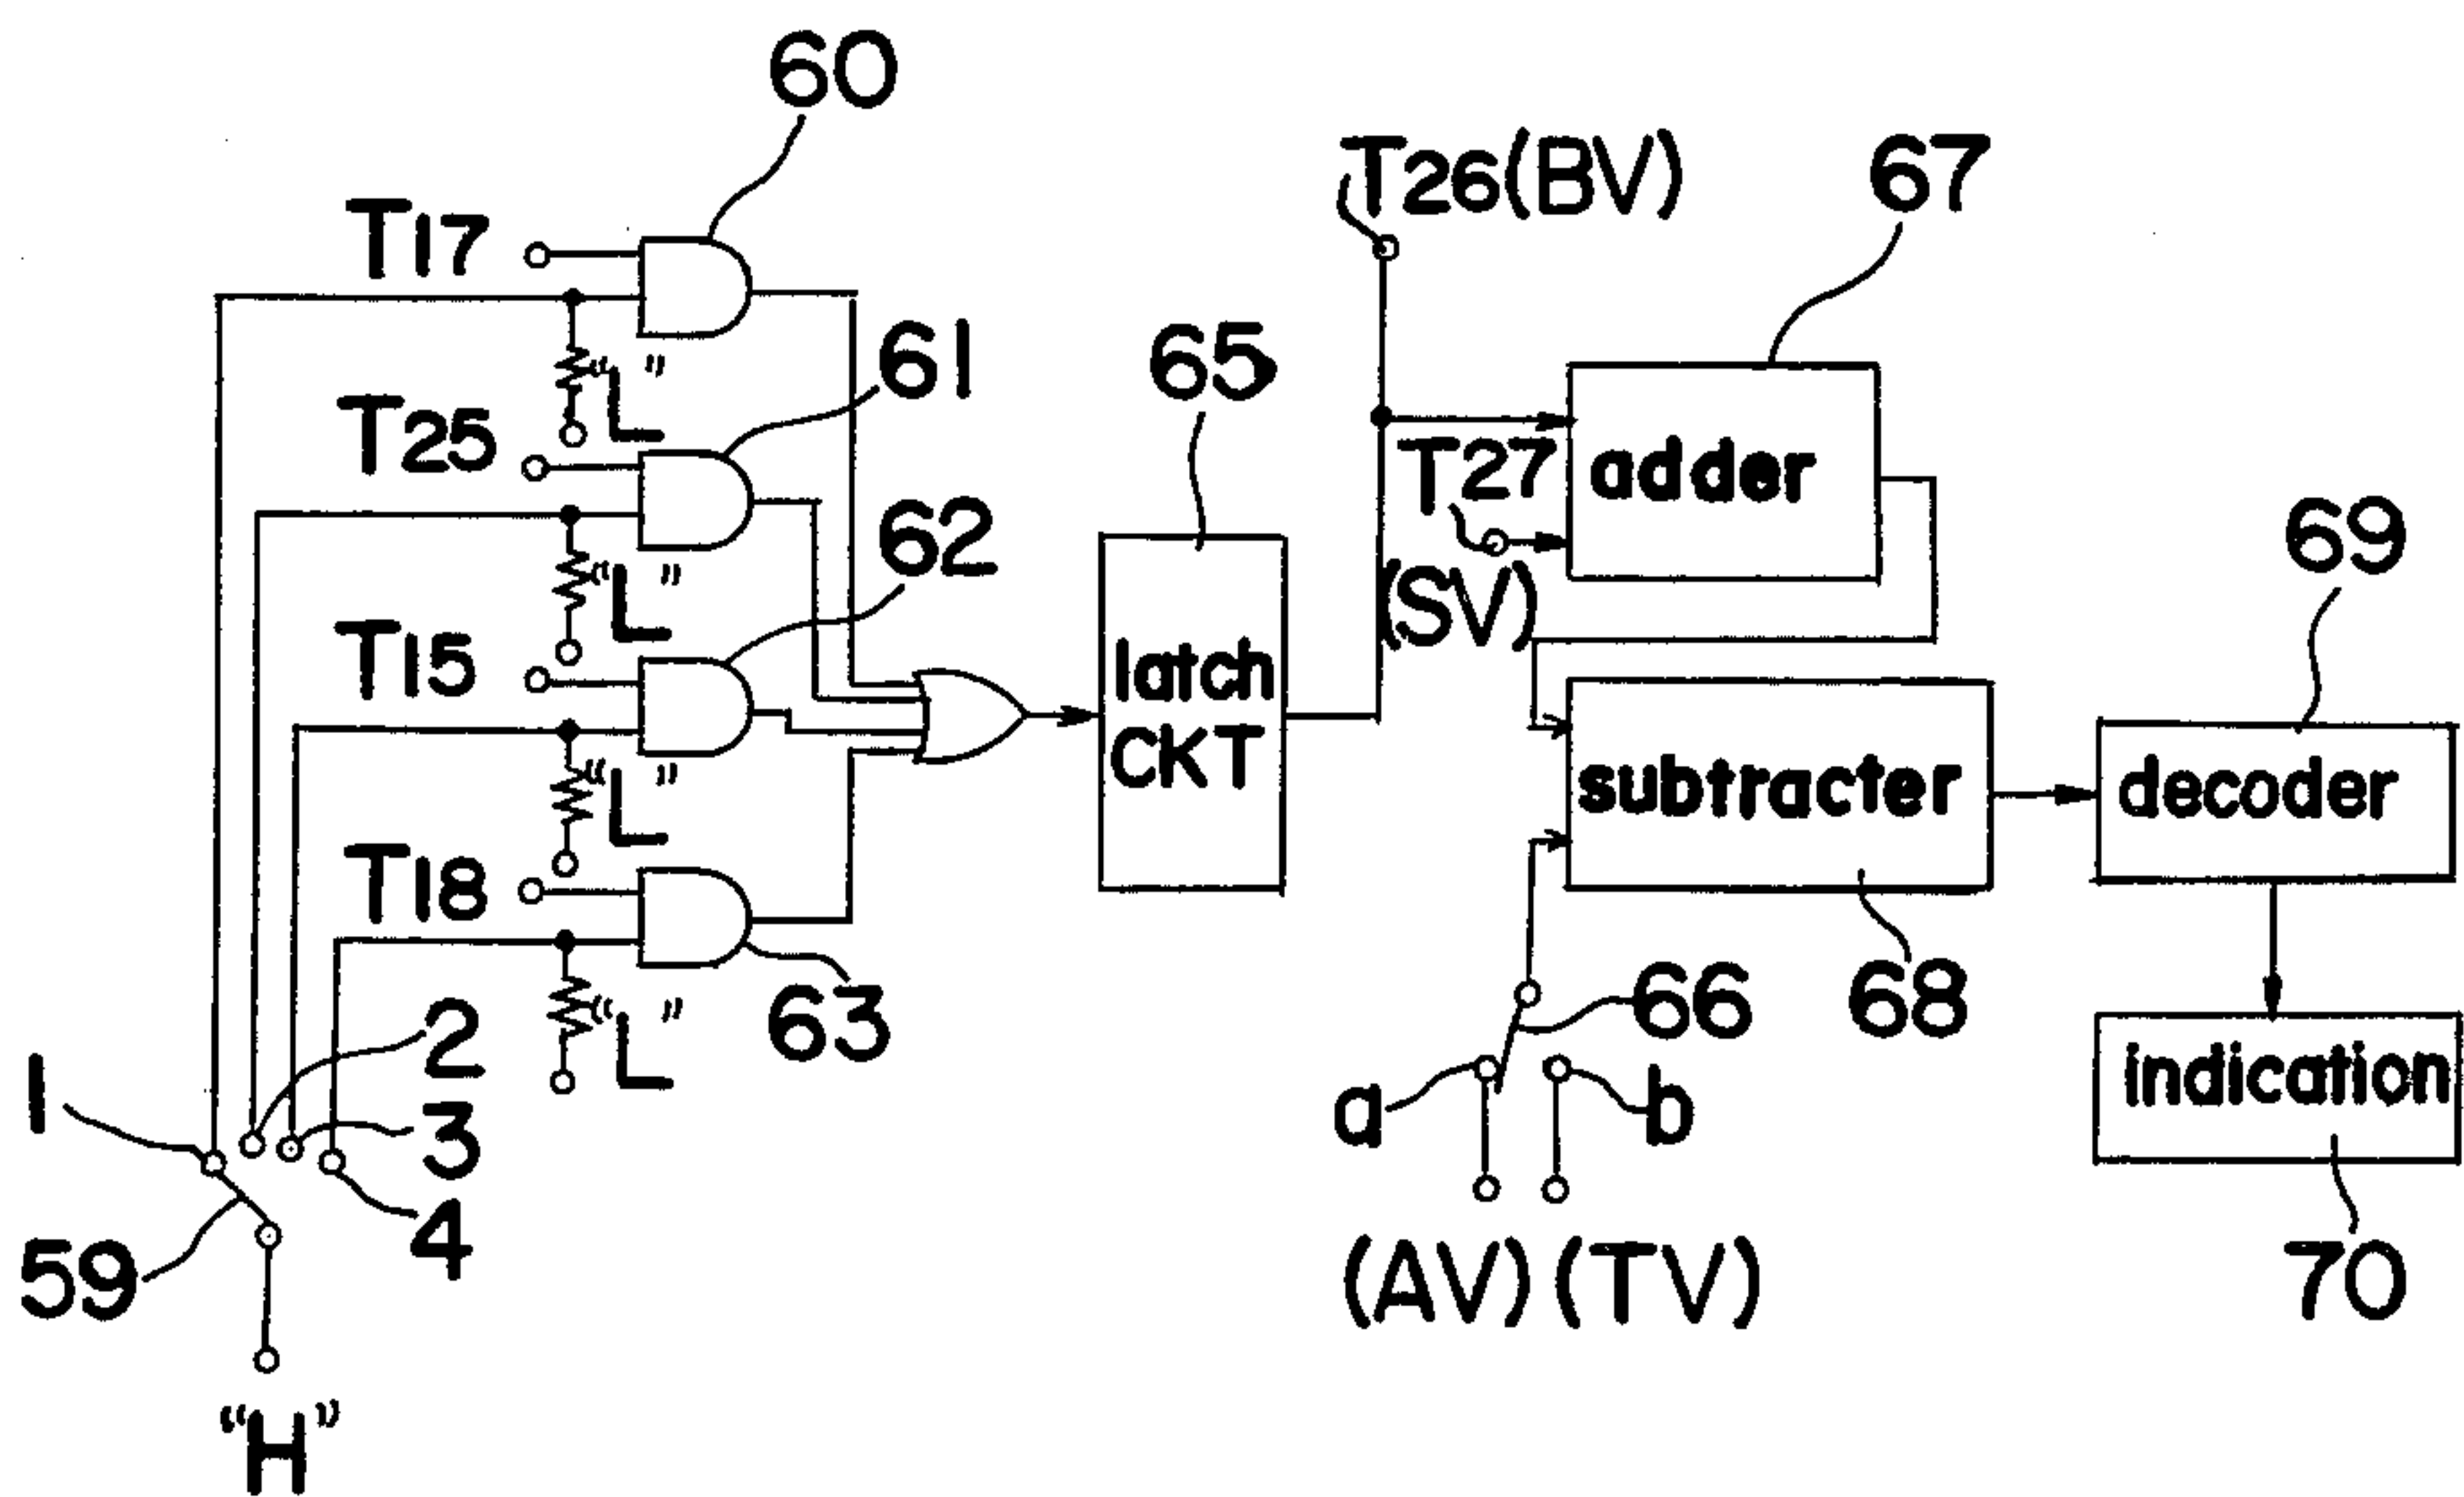 60
T17
T26(BV)
67
"L"
61
65
T25
T27
adder
62
69
"L"
(SV)
T15
latch
CKT
subtracter
decoder
"L"
T18
2
"L"
63
66
68
1
indication
3
a
b
4
59
(AV)(TV)
70
"H"